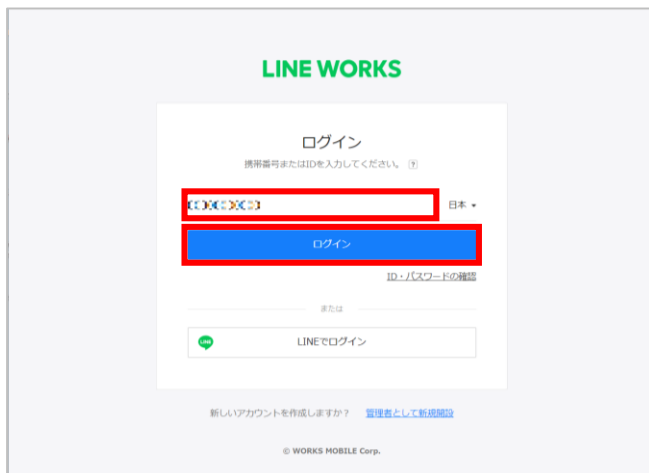 LINE WORKS
ログイン
携帯番号またはIDを入力してください。 ?
日本
ログイン
ID・パスワードの確認
または
LINE
LINEでログイン
新しいアカウントを作成しますか？ 管理者として新規開設
© WORKS MOBILE Corp.